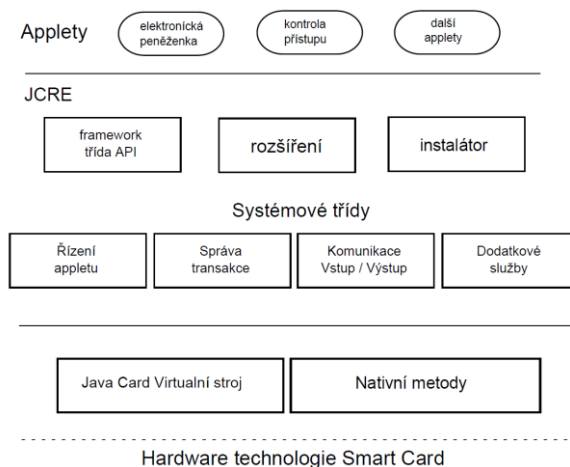 Applety
elektronícká
peněženka
kontrola
přístupu
další
applety
JCRE
framework
třída API
rozšíření
instalátor
Systémové třídy
Řízení
appletu
Správa
transakce
Komunikace
Vstup / Výstup
Dodatkové
služby
Java Card Virtualní stroj
Nativní metody
Hardware technologie Smart Card